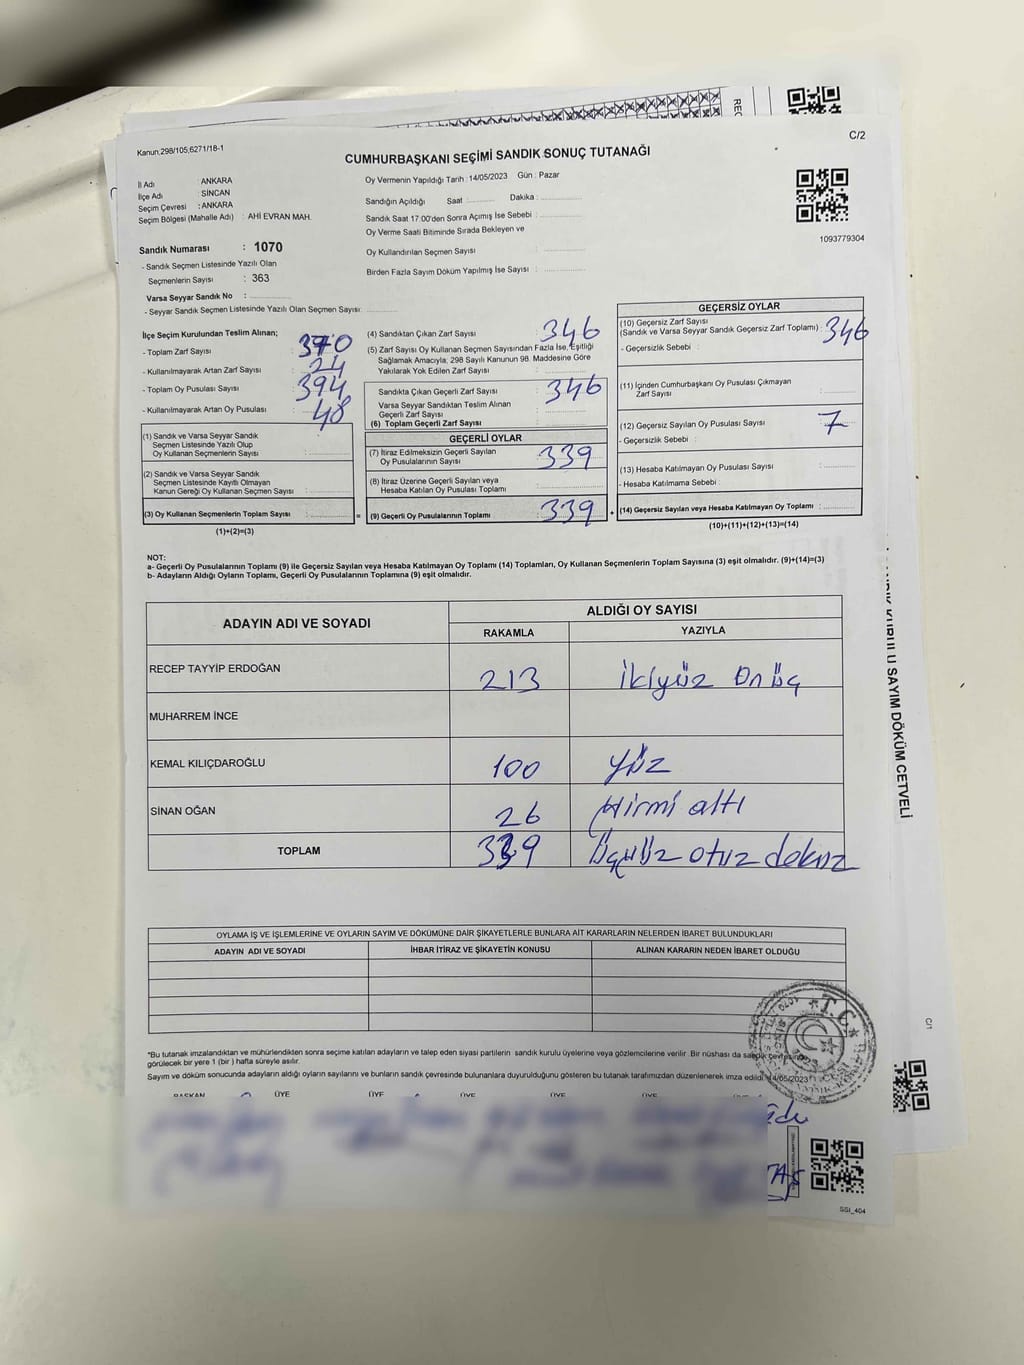 Kanun;298/105,6271/18-1
C/2
CUMHURBAŞKANI SEÇİMİ SANDIK SONUÇ TUTANAĞI
İl Adı : ANKARA
İlçe Adı : SİNCAN
Seçim Çevresi : ANKARA
Seçim Bölgesi (Mahalle Adı) : AHİ EVRAN MAH.
Sandık Numarası : 1070
- Sandık Seçmen Listesinde Yazılı Olan
Seçmenlerin Sayısı : 363
Varsa Seyyar Sandık No :
- Seyyar Sandık Seçmen Listesinde Yazılı Olan Seçmen Sayısı:
Oy Vermenin Yapıldığı Tarih : 14/05/2023 Gün : Pazar
Sandığın Açıldığı Saat : Dakika :
Sandık Saat 17.00'den Sonra Açımış İse Sebebi :
Oy Verme Saati Bitiminde Sırada Bekleyen ve
Oy Kullandırılan Seçmen Sayısı :
Birden Fazla Sayım Döküm Yapılmış İse Sayısı :
1093779304
İlçe Seçim Kurulundan Teslim Alınan;
- Toplam Zarf Sayısı : 370
- Kullanılmayarak Artan Zarf Sayısı : 24
- Toplam Oy Pusulası Sayısı : 394
- Kullanılmayarak Artan Oy Pusulası : 48
(1) Sandık ve Varsa Seyyar Sandık
Seçmen Listesinde Yazılı Olup
Oy Kullanan Seçmenlerin Sayısı :
(2) Sandık ve Varsa Seyyar Sandık
Seçmen Listesinde Kayıtlı Olmayan
Kanun Gereği Oy Kullanan Seçmen Sayısı :
(3) Oy Kullanan Seçmenlerin Toplam Sayısı :
(1)+(2)=(3)
(4) Sandıktan Çıkan Zarf Sayısı : 346
(5) Zarf Sayısı Oy Kullanan Seçmen Sayısından Fazla İse, Eşitliği
Sağlamak Amacıyla; 298 Sayılı Kanunun 98. Maddesine Göre
Yakılarak Yok Edilen Zarf Sayısı :
Sandıkta Çıkan Geçerli Zarf Sayısı : 346
Varsa Seyyar Sandıktan Teslim Alınan
Geçerli Zarf Sayısı :
(6) Toplam Geçerli Zarf Sayısı :
GEÇERLİ OYLAR
(7) İtiraz Edilmeksizin Geçerli Sayılan
Oy Pusulalarının Sayısı : 339
(8) İtiraz Üzerine Geçerli Sayılan veya
Hesaba Katılan Oy Pusulası Toplamı :
= (9) Geçerli Oy Pusulalarının Toplamı : 339 +
GEÇERSİZ OYLAR
(10) Geçersiz Zarf Sayısı
(Sandık ve Varsa Seyyar Sandık Geçersiz Zarf Toplamı) : 346
- Geçersizlik Sebebi :
(11) İçinden Cumhurbaşkanı Oy Pusulası Çıkmayan
Zarf Sayısı :
(12) Geçersiz Sayılan Oy Pusulası Sayısı : 7
- Geçersizlik Sebebi :
(13) Hesaba Katılmayan Oy Pusulası Sayısı :
- Hesaba Katılmama Sebebi :
(14) Geçersiz Sayılan veya Hesaba Katılmayan Oy Toplamı :
(10)+(11)+(12)+(13)=(14)
NOT:
a- Geçerli Oy Pusulalarının Toplamı (9) ile Geçersiz Sayılan veya Hesaba Katılmayan Oy Toplamı (14) Toplamları, Oy Kullanan Seçmenlerin Toplam Sayısına (3) eşit olmalıdır. (9)+(14)=(3)
b- Adayların Aldığı Oyların Toplamı, Geçerli Oy Pusulalarının Toplamına (9) eşit olmalıdır.
ADAYIN ADI VE SOYADI ALDIĞI OY SAYISI
RAKAMLA YAZIYLA
RECEP TAYYİP ERDOĞAN 213 İkiyüz Onüç
MUHARREM İNCE
KEMAL KILIÇDAROĞLU 100 Yüz
SİNAN OĞAN 26 Yirmi altı
TOPLAM 339 Üçyüz otuz dokuz
OYLAMA İŞ VE İŞLEMLERİNE VE OYLARIN SAYIM VE DÖKÜMÜNE DAİR ŞİKAYETLERLE BUNLARA AİT KARARLARIN NELERDEN İBARET BULUNDUKLARI
ADAYIN ADI VE SOYADI İHBAR İTİRAZ VE ŞİKAYETİN KONUSU ALINAN KARARIN NEDEN İBARET OLDUĞU
*Bu tutanak imzalandıktan ve mühürlendikten sonra seçime katılan adayların ve talep eden siyasi partilerin sandık kurulu üyelerine veya gözlemcilerine verilir. Bir nüshası da sandık çevresinde
görülecek bir yere 1 (bir ) hafta süreyle asılır.
Sayım ve döküm sonucunda adayların aldığı oyların sayılarını ve bunların sandık çevresinde bulunanlara duyurulduğunu gösteren bu tutanak tarafımızdan düzenlenerek imza edildi. 14/05/2023
BAŞKAN ÜYE ÜYE ÜYE ÜYE ÜYE ÜYE
T.C.
SSI_404
SAYIM DÖKÜM CETVELİ
C/1